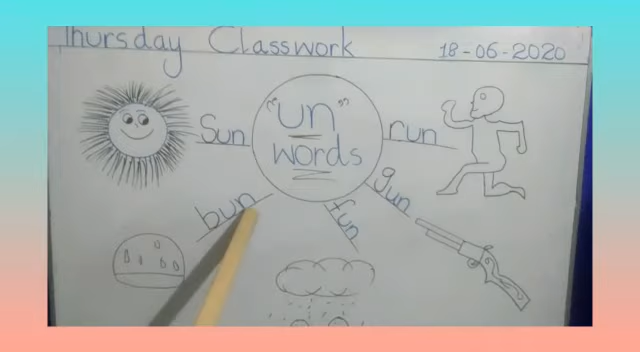 Thursday Classwork
18-06-2020
Sun
"un"
words
run
gun
fun
bun